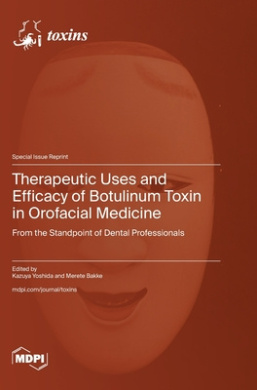 toxins
Special Issue Reprint
Therapeutic Uses and
Efficacy of Botulinum Toxin
in Orofacial Medicine
From the Standpoint of Dental Professionals
Edited by
Kazuya Yoshida and Merete Bakke
mdpi.com/journal/toxins
MDPI